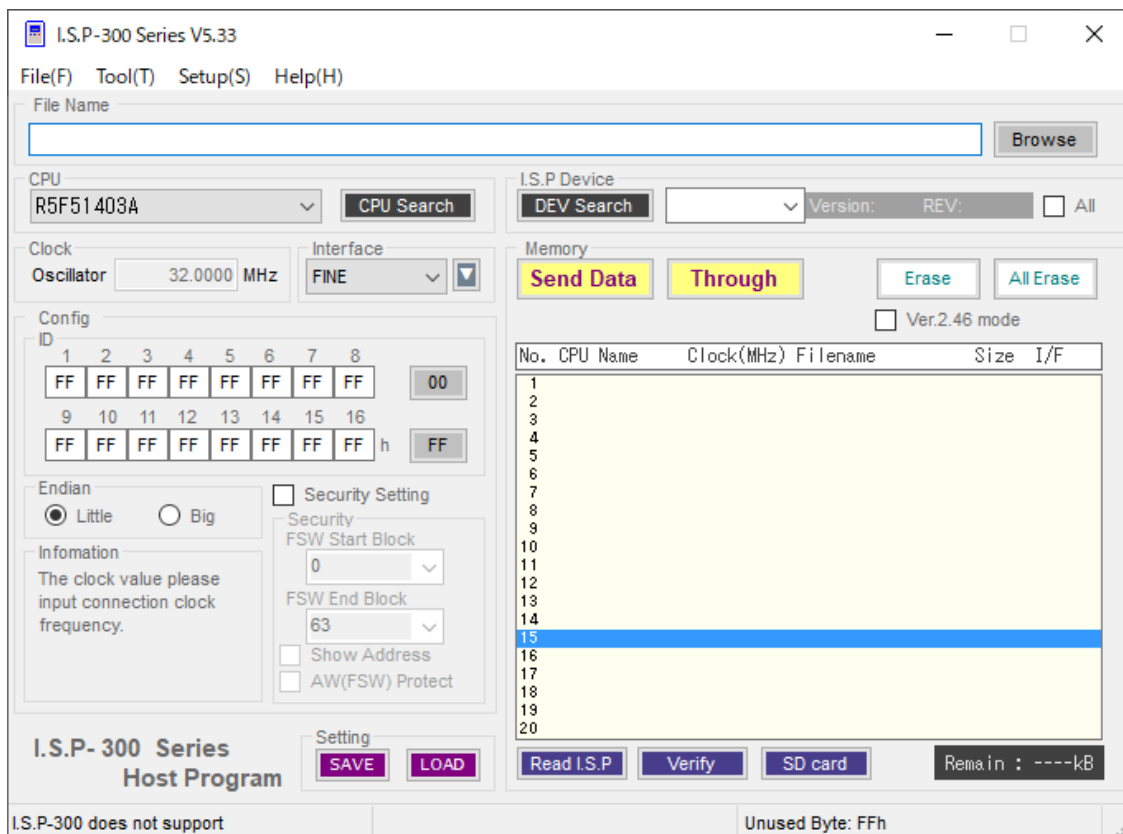 I.S.P-300 Series V5.33
File(F) Tool(T) Setup(S) Help(H)
File Name
Browse
CPU
R5F51403A
CPU Search
I.S.P Device
DEV Search
Version: REV:
All
Clock
Oscillator 32.0000 MHz
Interface
FINE
Memory
Send Data
Through
Erase
All Erase
Ver.2.46 mode
Config
ID
1 2 3 4 5 6 7 8
FF FF FF FF FF FF FF FF
00
9 10 11 12 13 14 15 16
FF FF FF FF FF FF FF FF h
FF
Endian
Little
Big
Infomation
The clock value please
input connection clock
frequency.
Security Setting
Security
FSW Start Block
0
FSW End Block
63
Show Address
AW(FSW) Protect
No. CPU Name Clock(MHz) Filename Size I/F
1
2
3
4
5
6
7
8
9
10
11
12
13
14
15
16
17
18
19
20
I.S.P- 300 Series
Host Program
Setting
SAVE
LOAD
Read I.S.P
Verify
SD card
Remain : ----kB
I.S.P-300 does not support
Unused Byte: FFh